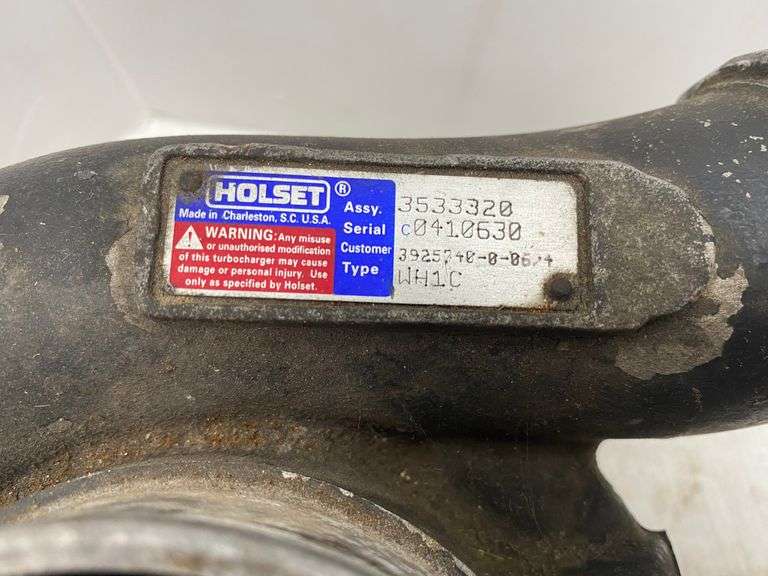 HOLSET ®
Made in Charleston, S.C. U.S.A.
WARNING: Any misuse
or unauthorised modification
of this turbocharger may cause
damage or personal injury. Use
only as specified by Holset.
Assy. 3533320
Serial C0410630
Customer
Type WH1C